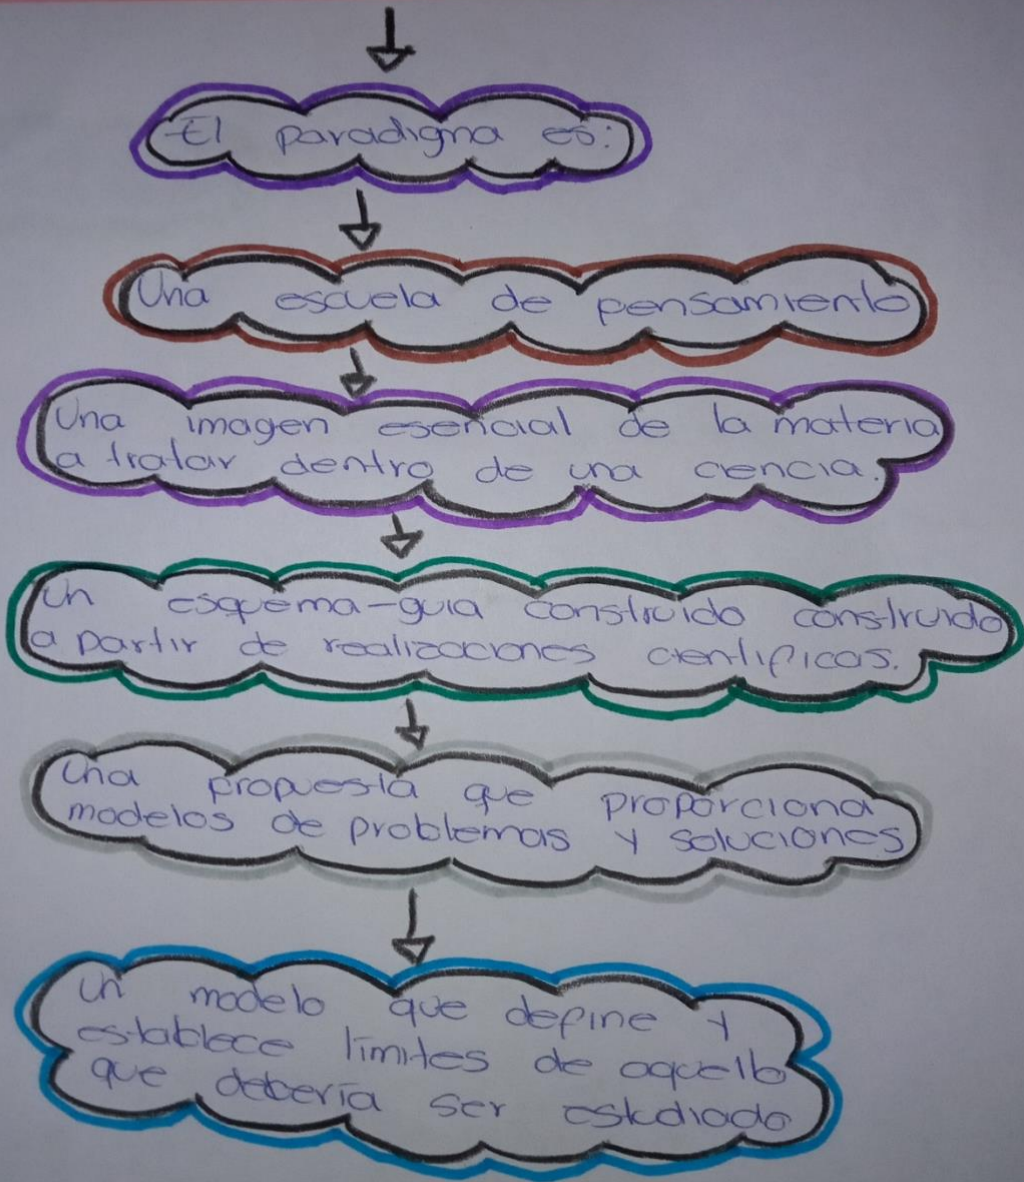 El paradigma es:
Una escuela de pensamiento
Una imagen esencial de la materia
a tratar dentro de una ciencia.
Un esquema-guia construido construido
a partir de realizaciones cientificas.
Una propuesta que proporciona
modelos de problemas y soluciones
Un modelo que define y
establece límites de aquello
que debería ser estudiado